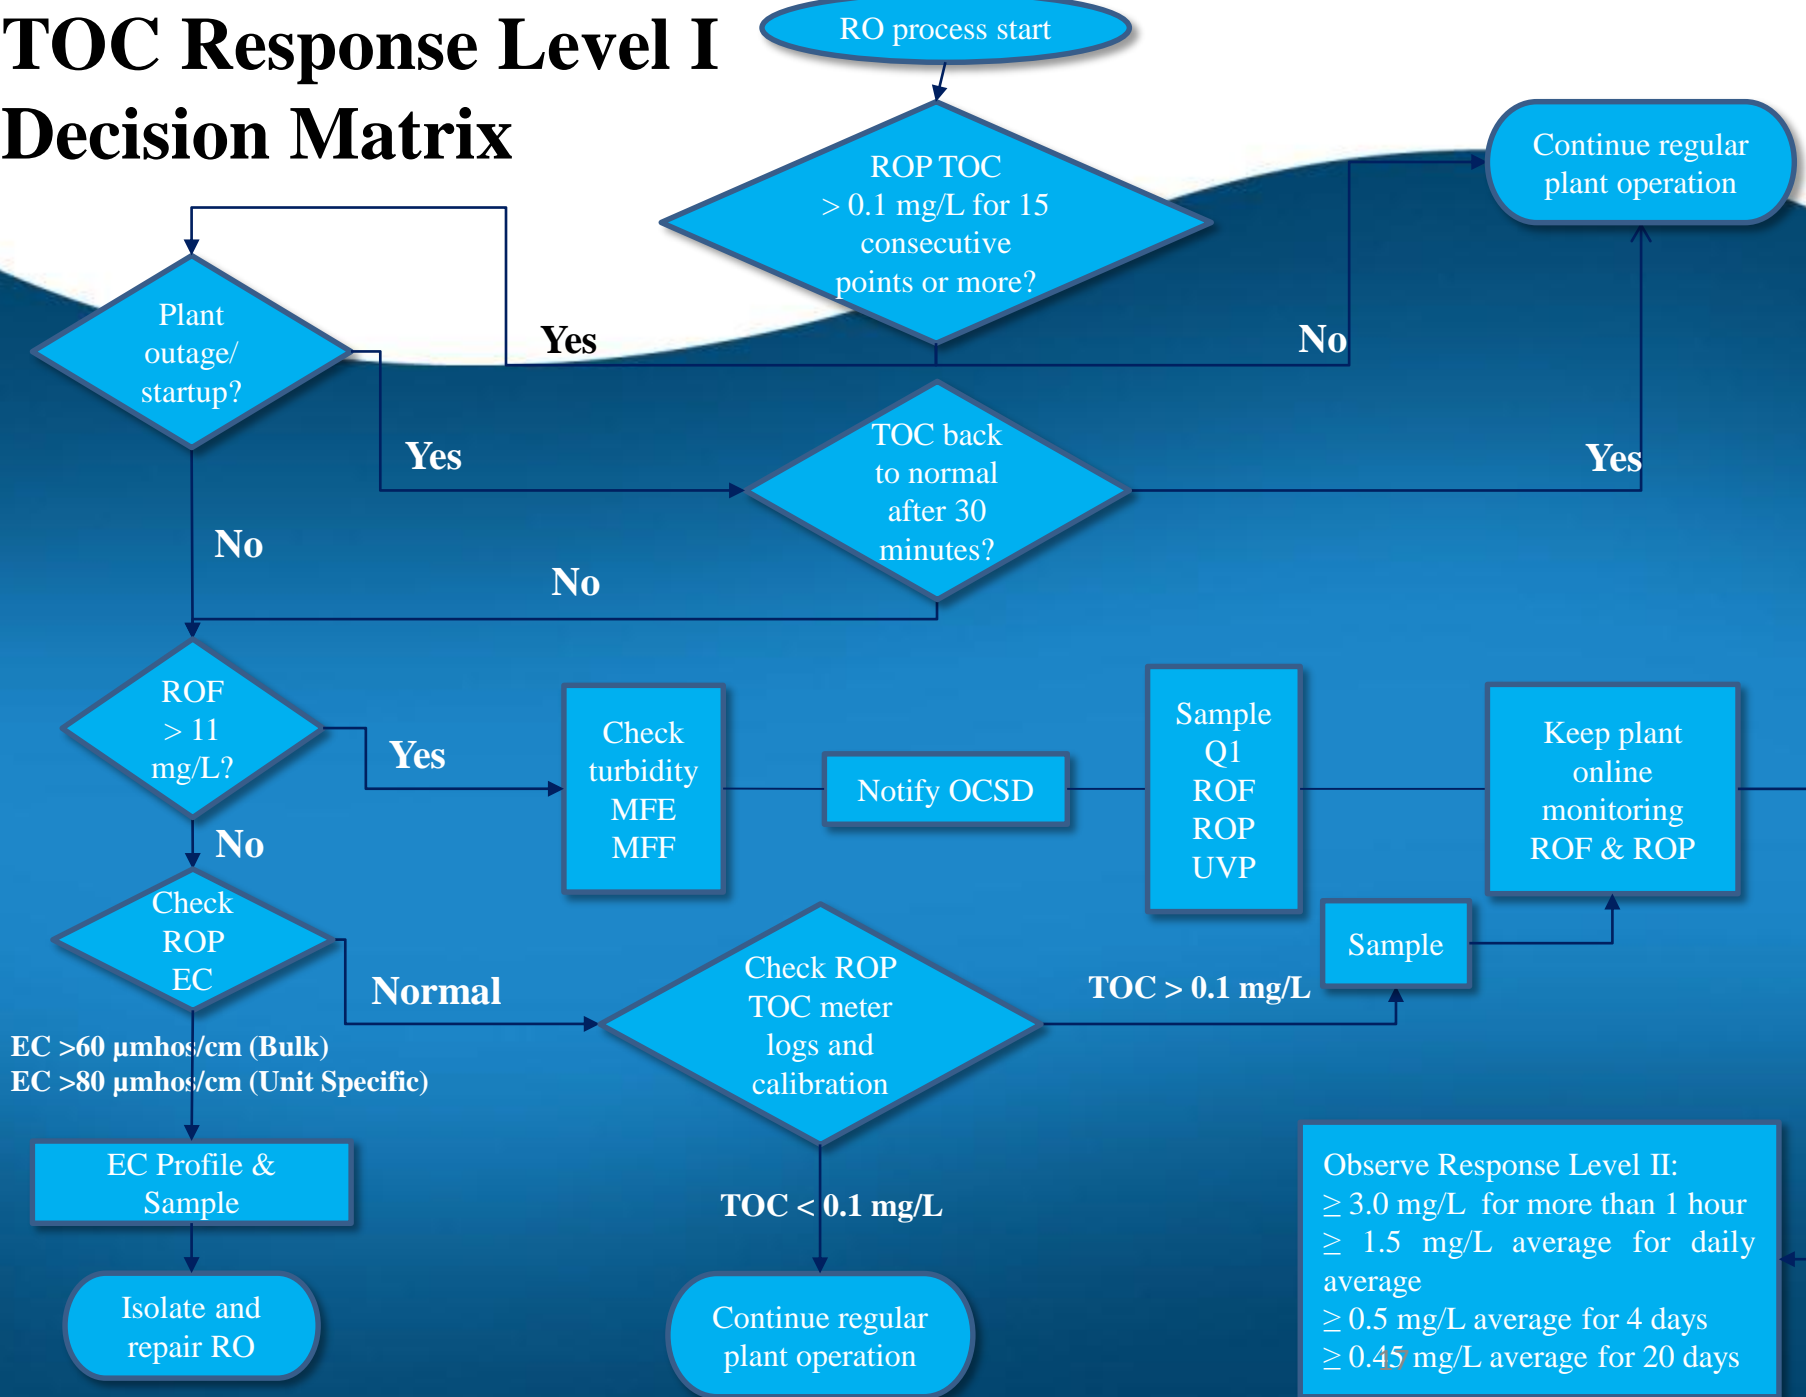 TOC Response Level I
Decision Matrix
RO process start
ROP TOC
> 0.1 mg/L for 15
consecutive
points or more?
Continue regular
plant operation
Plant
outage/
startup?
Yes
No
TOC back
to normal
after 30
minutes?
Yes
Yes
No
No
ROF
> 11
mg/L?
Yes
Check
turbidity
MFE
MFF
Notify OCSD
Sample
Q1
ROF
ROP
UVP
Keep plant
online
monitoring
ROF & ROP
No
Check
ROP
EC
Normal
Check ROP
TOC meter
logs and
calibration
TOC > 0.1 mg/L
Sample
EC >60 µmhos/cm (Bulk)
EC >80 µmhos/cm (Unit Specific)
EC Profile &
Sample
TOC < 0.1 mg/L
Isolate and
repair RO
Continue regular
plant operation
Observe Response Level II:
≥ 3.0 mg/L for more than 1 hour
≥ 1.5 mg/L average for daily
average
≥ 0.5 mg/L average for 4 days
≥ 0.45 mg/L average for 20 days